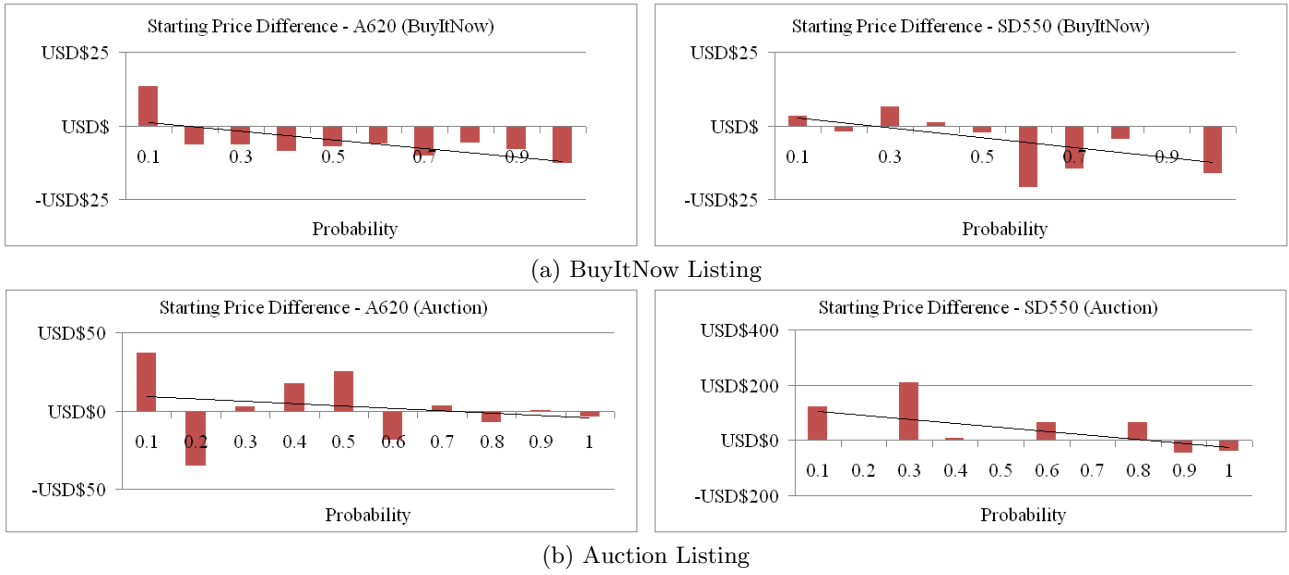 Starting Price Difference - A620 (BuyItNow)
USD$25
USD$
-USD$25
0.1 0.3 0.5 0.7 0.9
Probability
Starting Price Difference - SD550 (BuyItNow)
USD$25
USD$
-USD$25
0.1 0.3 0.5 0.7 0.9
Probability
(a) BuyItNow Listing
Starting Price Difference - A620 (Auction)
USD$50
USD$0
-USD$50
0.1 0.2 0.3 0.4 0.5 0.6 0.7 0.8 0.9 1
Probability
Starting Price Difference - SD550 (Auction)
USD$400
USD$200
USD$0
-USD$200
0.1 0.2 0.3 0.4 0.5 0.6 0.7 0.8 0.9 1
Probability
(b) Auction Listing